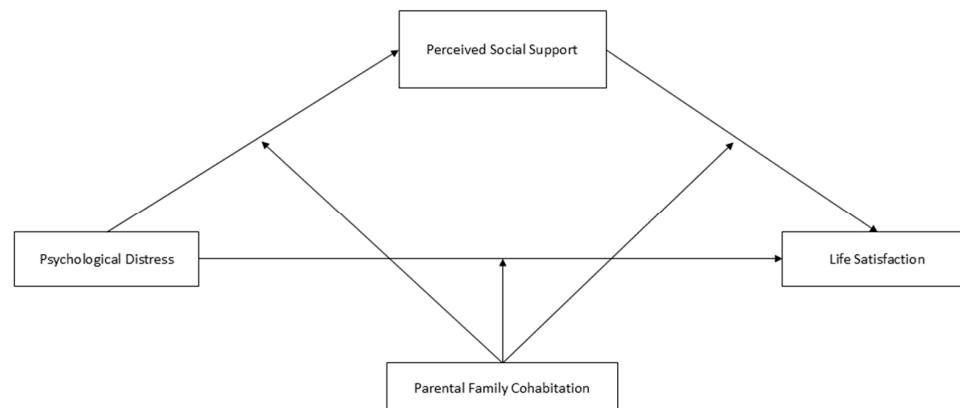 Perceived Social Support
Psychological Distress
Life Satisfaction
Parental Family Cohabitation